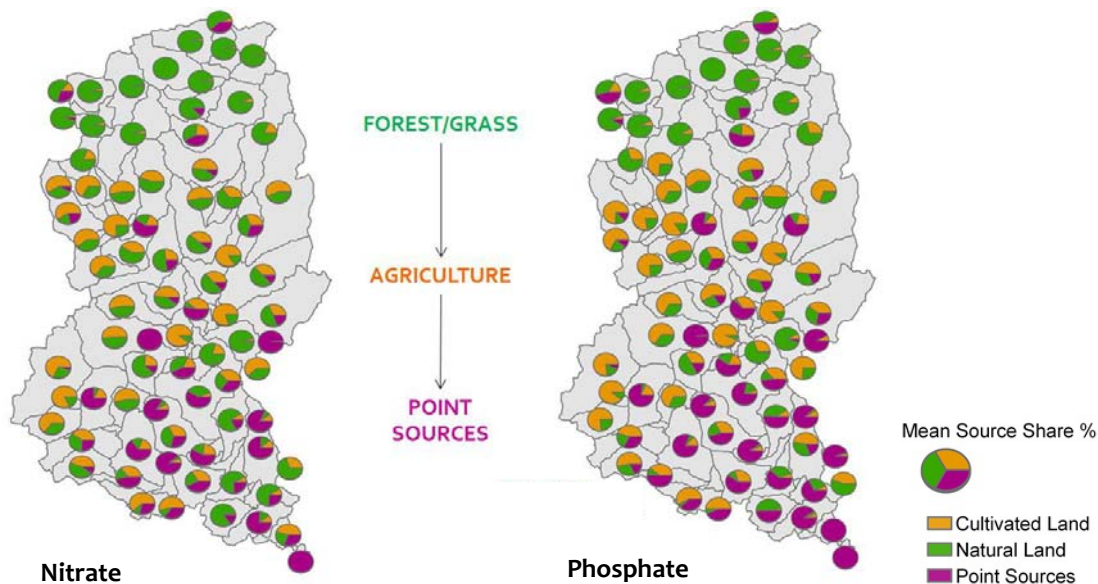 FOREST/GRASS
AGRICULTURE
POINT
SOURCES
Mean Source Share %
Cultivated Land
Natural Land
Point Sources
Nitrate
Phosphate